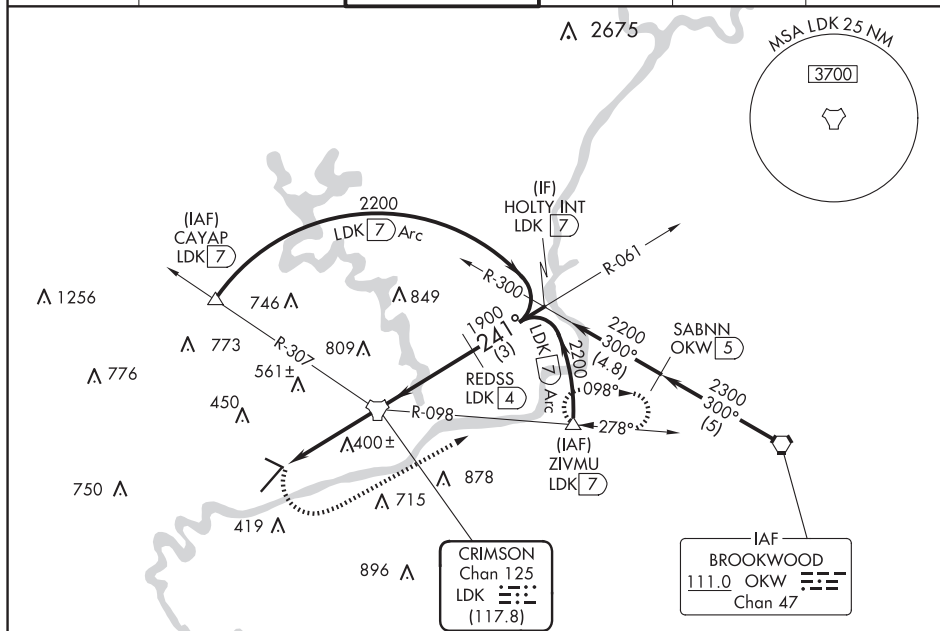 2675
MSA LDK 25 NM
3700
(IAF)
CAYAP
LDK 7
2200
LDK 7 Arc
(IF)
HOLTY INT
LDK 7
R-300
R-061
1256
746
849
773
R-307
809
561±
776
450
1900
241°
(3)
REDSS
LDK 4
LDK 7 Arc
2200
2200
300°
(4.8)
SABNN
OKW 5
2300
300°
(5)
098°
278°
R-098
(IAF)
ZIVMU
LDK 7
400±
750
878
715
419
896
CRIMSON
Chan 125
LDK
(117.8)
IAF
BROOKWOOD
111.0 OKW
Chan 47